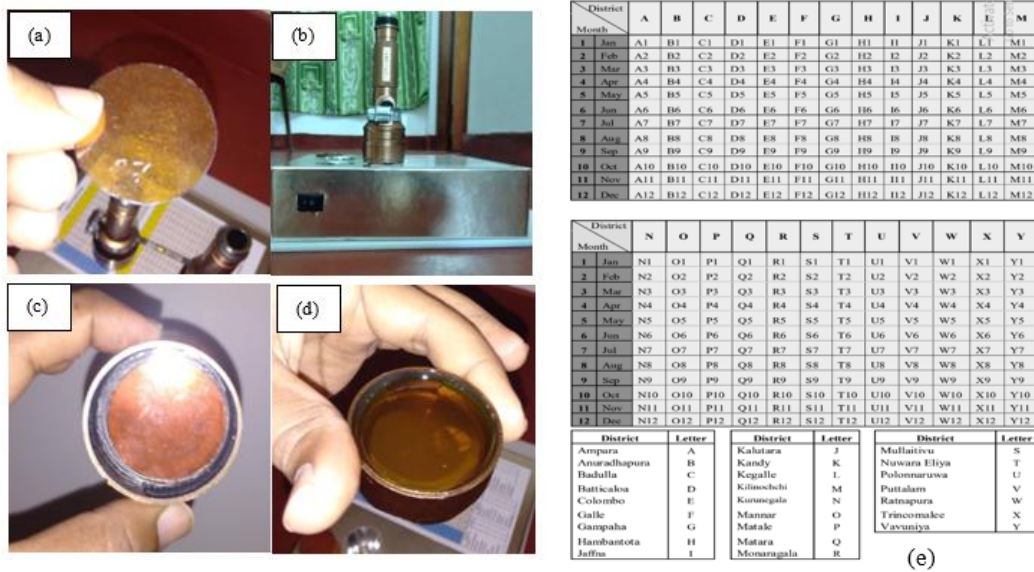 (a)
(b)
(c)
(d)
District A B C D E F G H I J K L M
Month
1 Jan A1 B1 C1 D1 E1 F1 G1 H1 I1 J1 K1 L1 M1
2 Feb A2 B2 C2 D2 E2 F2 G2 H2 I2 J2 K2 L2 M2
3 Mar A3 B3 C3 D3 E3 F3 G3 H3 I3 J3 K3 L3 M3
4 Apr A4 B4 C4 D4 E4 F4 G4 H4 I4 J4 K4 L4 M4
5 May A5 B5 C5 D5 E5 F5 G5 H5 I5 J5 K5 L5 M5
6 Jun A6 B6 C6 D6 E6 F6 G6 H6 I6 J6 K6 L6 M6
7 Jul A7 B7 C7 D7 E7 F7 G7 H7 I7 J7 K7 L7 M7
8 Aug A8 B8 C8 D8 E8 F8 G8 H8 I8 J8 K8 L8 M8
9 Sep A9 B9 C9 D9 E9 F9 G9 H9 I9 J9 K9 L9 M9
10 Oct A10 B10 C10 D10 E10 F10 G10 H10 I10 J10 K10 L10 M10
11 Nov A11 B11 C11 D11 E11 F11 G11 H11 I11 J11 K11 L11 M11
12 Dec A12 B12 C12 D12 E12 F12 G12 H12 I12 J12 K12 L12 M12
District N O P Q R S T U V W X Y
Month
1 Jan N1 O1 P1 Q1 R1 S1 T1 U1 V1 W1 X1 Y1
2 Feb N2 O2 P2 Q2 R2 S2 T2 U2 V2 W2 X2 Y2
3 Mar N3 O3 P3 Q3 R3 S3 T3 U3 V3 W3 X3 Y3
4 Apr N4 O4 P4 Q4 R4 S4 T4 U4 V4 W4 X4 Y4
5 May N5 O5 P5 Q5 R5 S5 T5 U5 V5 W5 X5 Y5
6 Jun N6 O6 P6 Q6 R6 S6 T6 U6 V6 W6 X6 Y6
7 Jul N7 O7 P7 Q7 R7 S7 T7 U7 V7 W7 X7 Y7
8 Aug N8 O8 P8 Q8 R8 S8 T8 U8 V8 W8 X8 Y8
9 Sep N9 O9 P9 Q9 R9 S9 T9 U9 V9 W9 X9 Y9
10 Oct N10 O10 P10 Q10 R10 S10 T10 U10 V10 W10 X10 Y10
11 Nov N11 O11 P11 Q11 R11 S11 T11 U11 V11 W11 X11 Y11
12 Dec N12 O12 P12 Q12 R12 S12 T12 U12 V12 W12 X12 Y12
District Letter
Ampara A
Anuradhapura B
Badulla C
Batticaloa D
Colombo E
Galle F
Gampaha G
Hambantota H
Jaffna I
District Letter
Kalutara J
Kandy K
Kegalle L
Kilinochchi M
Kurunegala N
Mannar O
Matale P
Matara Q
Monaragala R
District Letter
Mullaitivu S
Nuwara Eliya T
Polonnaruwa U
Puttalam V
Ratnapura W
Trincomalee X
Vavuniya Y
(e)